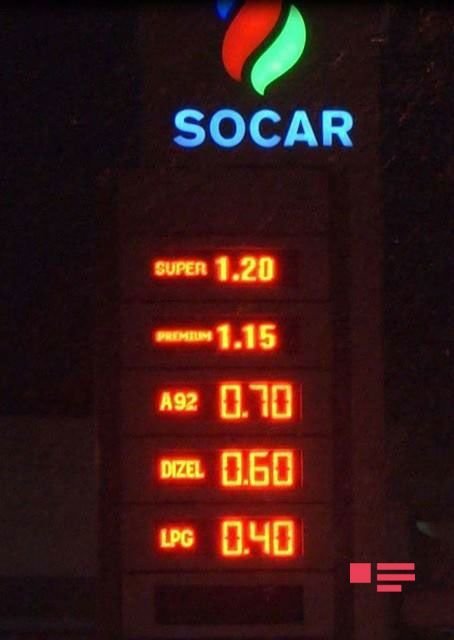 SOCAR
SUPER 1.20
PREMIUM 1.15
A92 0.70
DIZEL 0.60
LPG 0.40